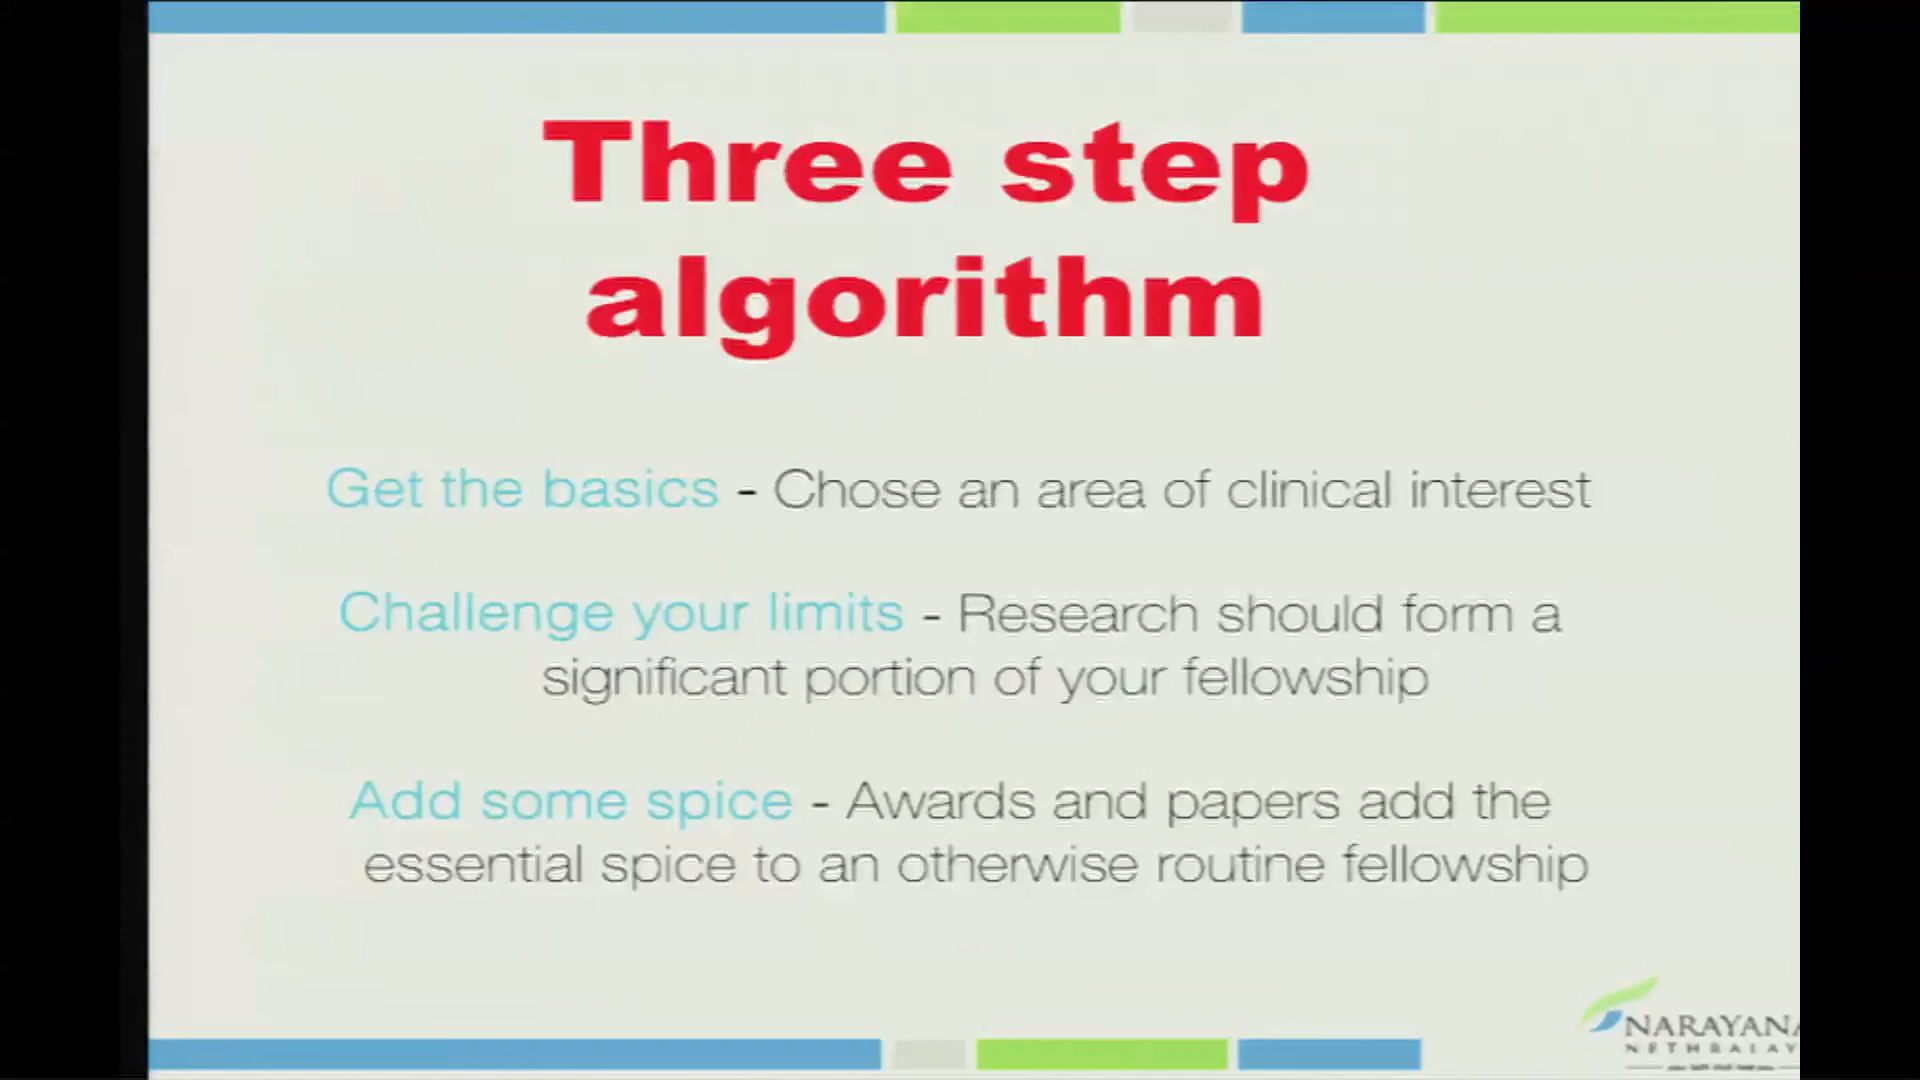 Three step
algorithm
Get the basics - Chose an area of clinical interest
Challenge your limits - Research should form a
significant portion of your fellowship
Add some spice - Awards and papers add the
essential spice to an otherwise routine fellowship
NARAYANA
NETHRALAY